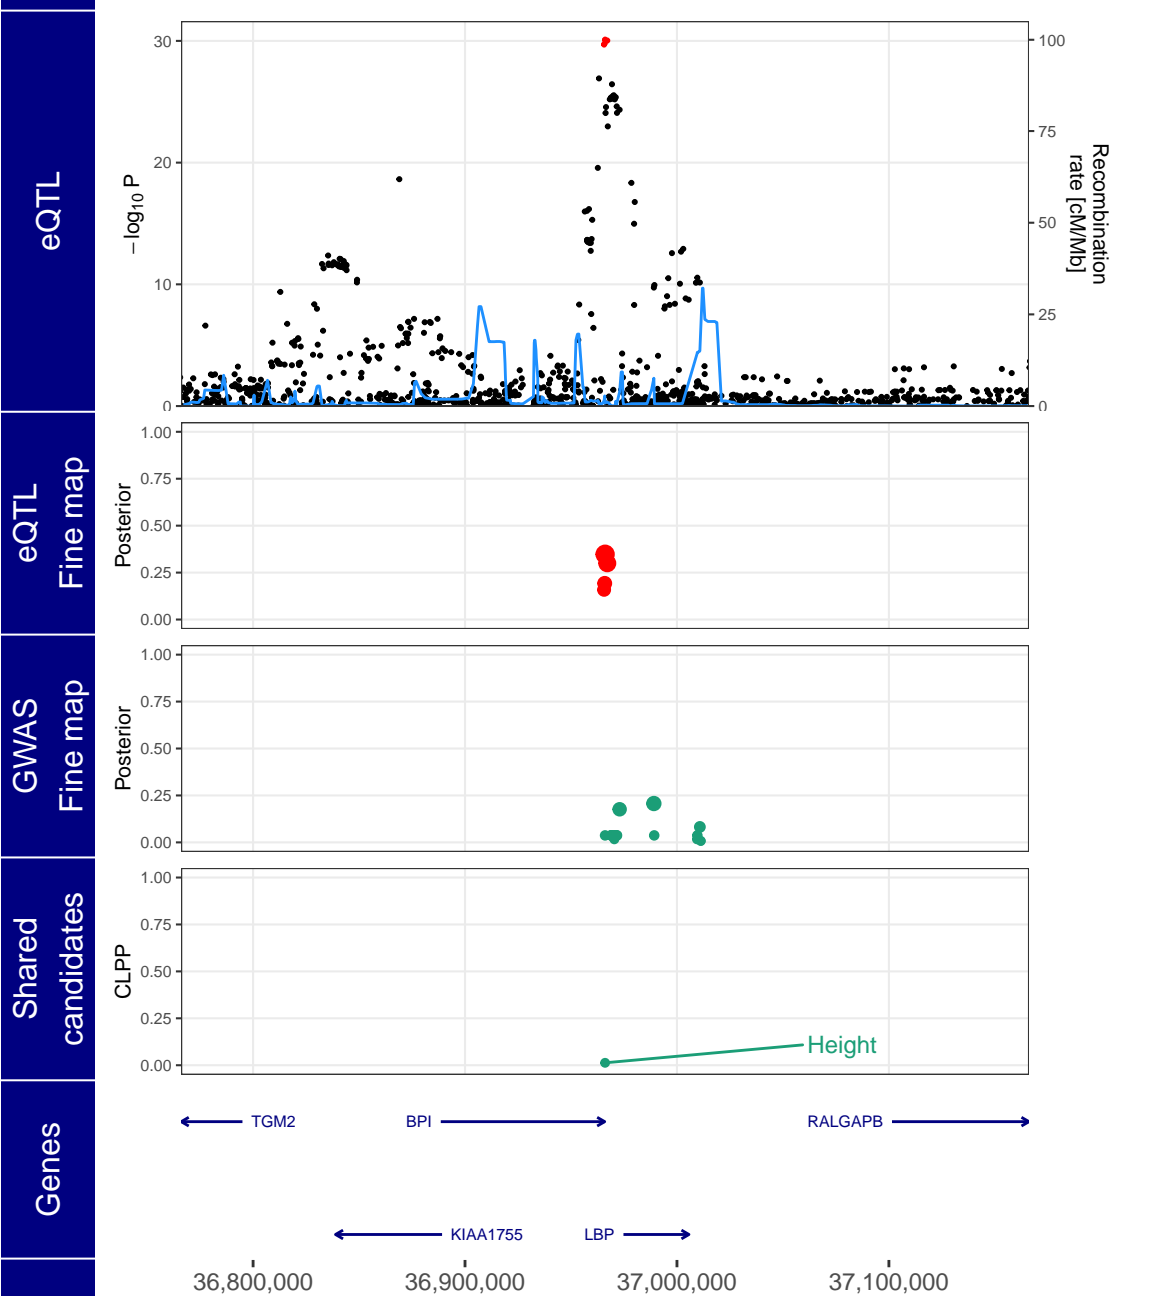 eQTL
30
20
10
0
−log10 P
100
75
50
25
0
Recombination
rate [cM/Mb]
eQTL
Fine map
Posterior
1.00
0.75
0.50
0.25
0.00
GWAS
Fine map
Posterior
1.00
0.75
0.50
0.25
0.00
Shared
candidates
CLPP
1.00
0.75
0.50
0.25
0.00
Height
Genes
TGM2
BPI
RALGAPB
KIAA1755
LBP
36,800,000
36,900,000
37,000,000
37,100,000